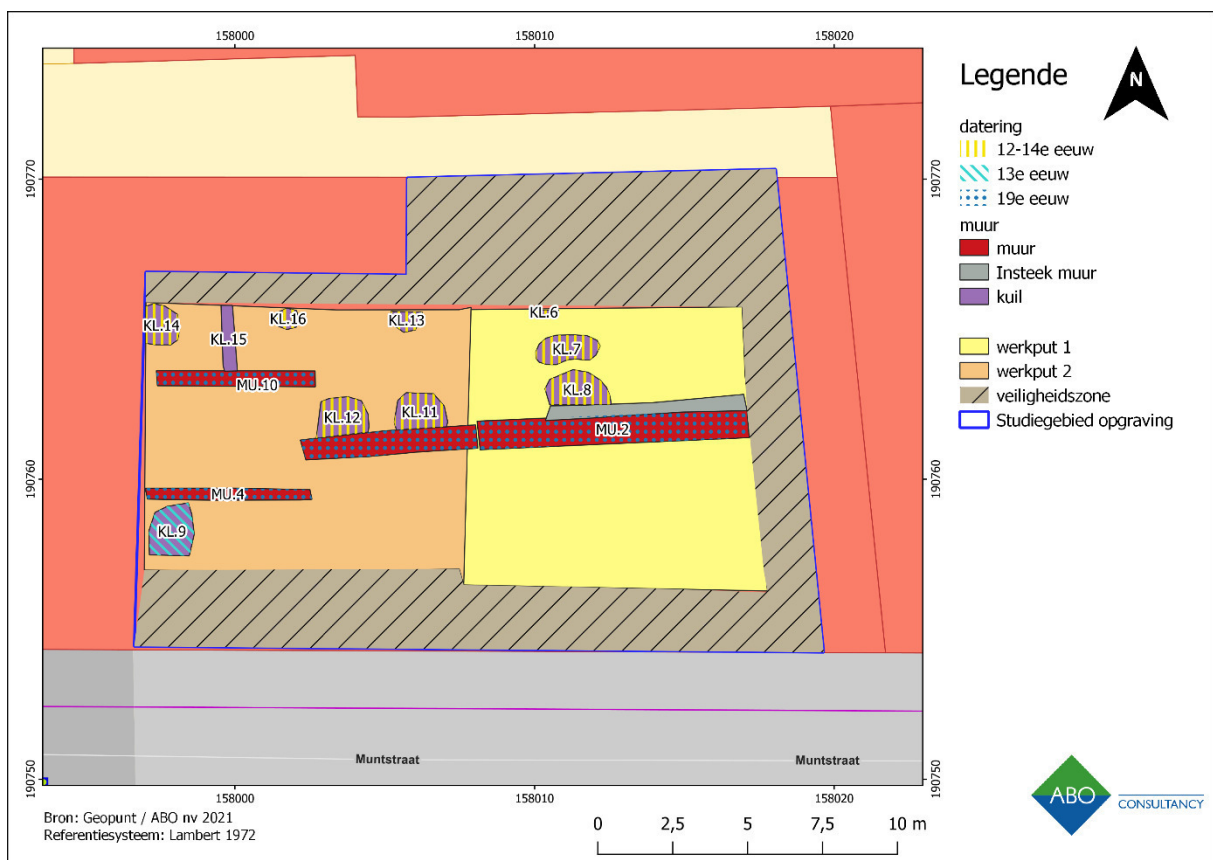 158000
158010
158020
190770
190760
190750
190770
190760
190750
KL.14
KL.15
KL.16
KL.13
KL.6
KL.7
KL.8
MU.10
KL.12
KL.11
MU.2
MU.4
KL.9
Muntstraat
Muntstraat
158000
158010
158020
Bron: Geopunt / ABO nv 2021
Referentiesysteem: Lambert 1972
0 2,5 5 7,5 10 m
Legende
N
datering
12-14e eeuw
13e eeuw
19e eeuw
muur
muur
Insteek muur
kuil
werkput 1
werkput 2
veiligheidszone
Studiegebied opgraving
ABO
CONSULTANCY